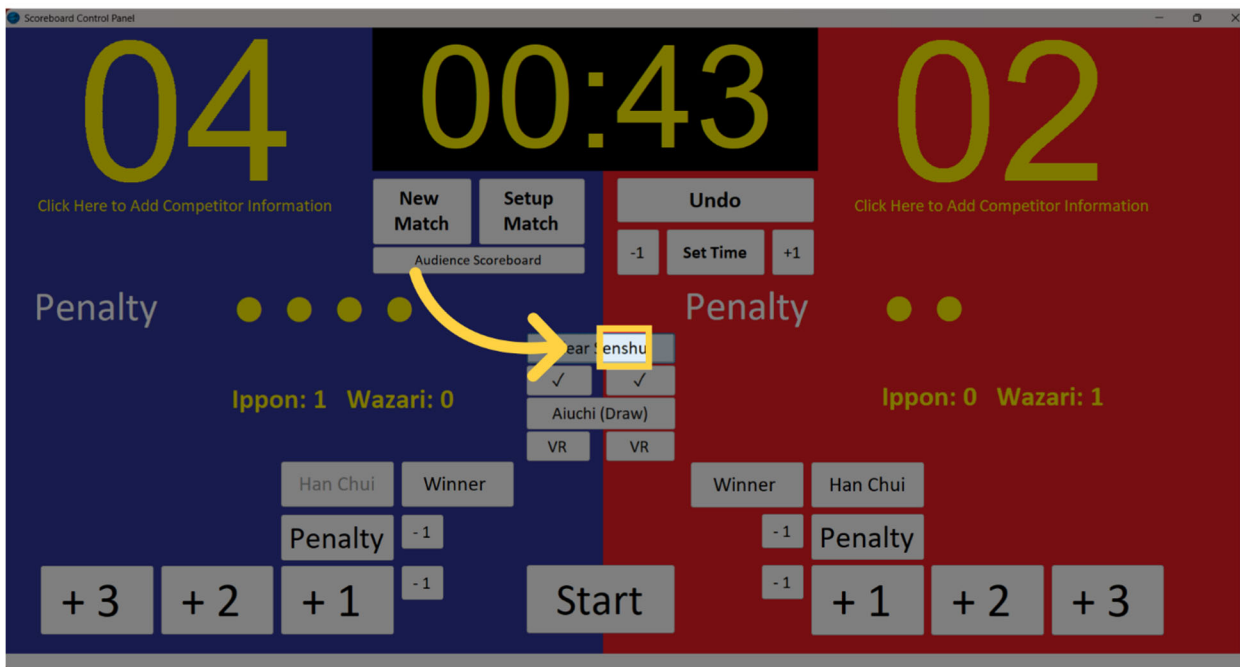 Scoreboard Control Panel
04
00:43
02
Click Here to Add Competitor Information
New Match
Setup Match
Undo
Click Here to Add Competitor Information
Audience Scoreboard
-1
Set Time
+1
Penalty
Penalty
ear Senshu
✓
✓
Ippon: 1 Wazari: 0
Aiuchi (Draw)
Ippon: 0 Wazari: 1
VR
VR
Han Chui
Winner
Winner
Han Chui
Penalty
- 1
- 1
Penalty
+ 3
+ 2
+ 1
- 1
Start
- 1
+ 1
+ 2
+ 3